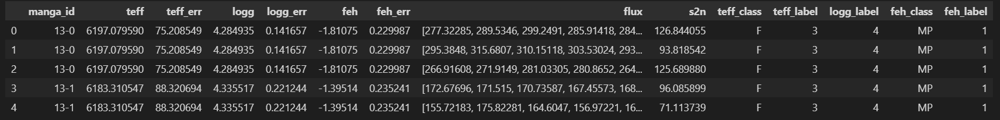 manga_id teff teff_err logg logg_err feh feh_err flux s2n teff_class teff_label logg_label feh_class feh_label
0 13-0 6197.079590 75.208549 4.284935 0.141657 -1.81075 0.229987 [277.32285, 289.5346, 299.2491, 285.91418, 284... 126.844055 F 3 4 MP 1
1 13-0 6197.079590 75.208549 4.284935 0.141657 -1.81075 0.229987 [295.3848, 315.6807, 310.15118, 303.53024, 293... 93.818542 F 3 4 MP 1
2 13-0 6197.079590 75.208549 4.284935 0.141657 -1.81075 0.229987 [266.91608, 271.9149, 281.03305, 280.8652, 264... 125.689880 F 3 4 MP 1
3 13-1 6183.310547 88.320694 4.335517 0.221244 -1.39514 0.235241 [172.67696, 171.515, 170.73587, 167.45573, 168... 96.085899 F 3 4 MP 1
4 13-1 6183.310547 88.320694 4.335517 0.221244 -1.39514 0.235241 [155.72183, 175.82281, 164.6047, 156.97221, 16... 71.113739 F 3 4 MP 1